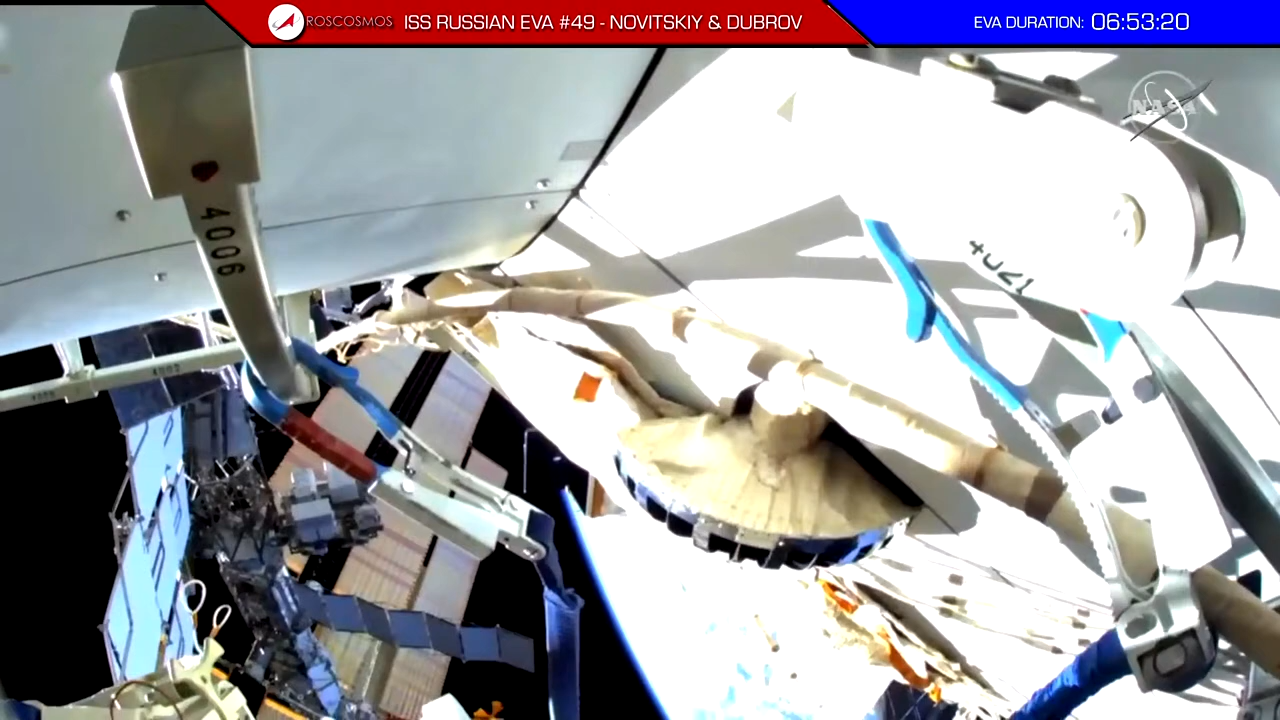 ROSCOSMOS ISS RUSSIAN EVA #49 - NOVITSKIY & DUBROV
EVA DURATION: 06:53:20
NASA
4006